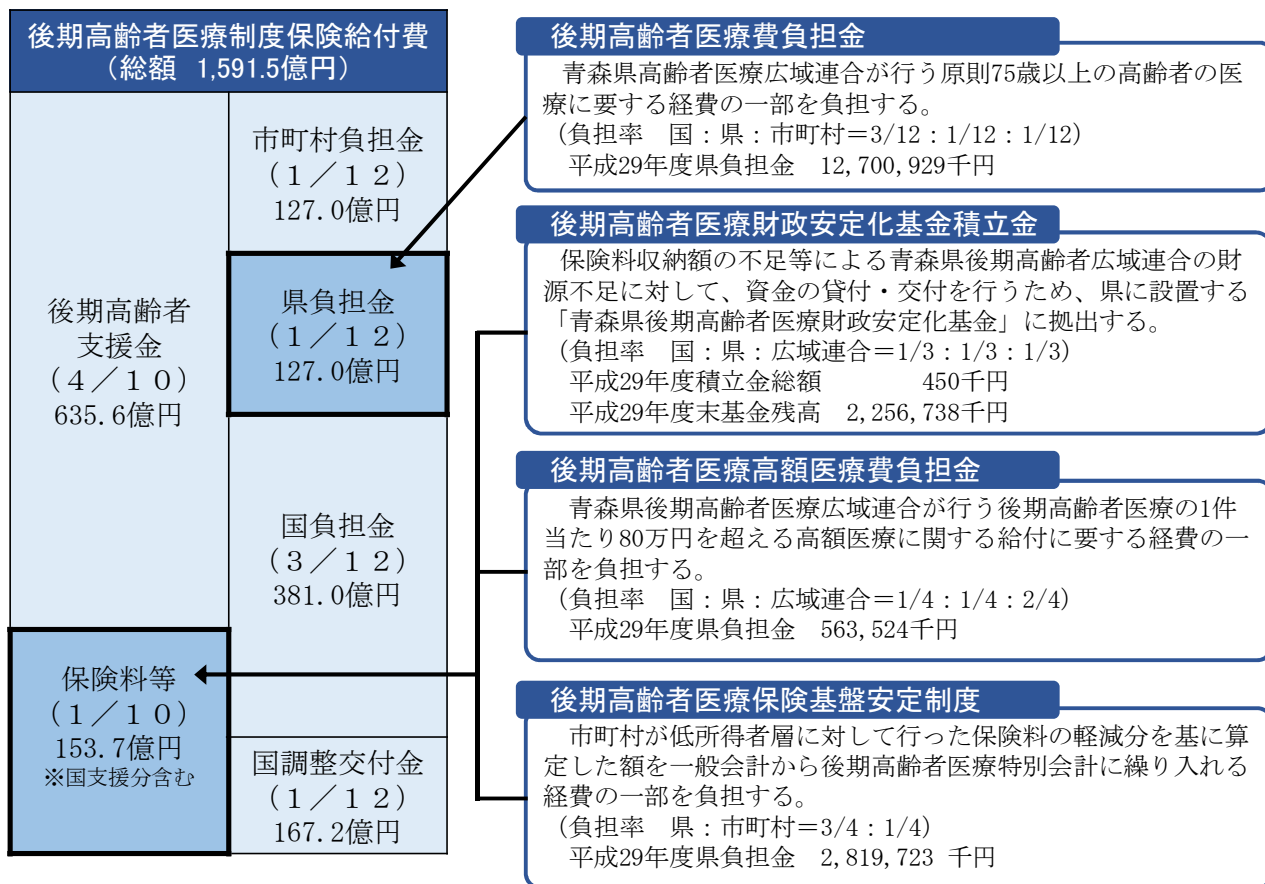 後期高齢者医療制度保険給付費
（総額 1,591.5億円）
後期高齢者
支援金
(４／１０)
635.6億円
保険料等
(１／１０)
153.7億円
※国支援分含む
市町村負担金
(１／１２)
127.0億円
県負担金
(１／１２)
127.0億円
国負担金
(３／１２)
381.0億円
国調整交付金
(１／１２)
167.2億円
後期高齢者医療費負担金
青森県高齢者医療広域連合が行う原則75歳以上の高齢者の医
療に要する経費の一部を負担する。
(負担率　国：県：市町村＝3/12：1/12：1/12)
平成29年度県負担金　12,700,929千円
後期高齢者医療財政安定化基金積立金
保険料収納額の不足等による青森県後期高齢者広域連合の財
源不足に対して、資金の貸付・交付を行うため、県に設置する
「青森県後期高齢者医療財政安定化基金」に拠出する。
(負担率　国：県：広域連合＝1/3：1/3：1/3)
平成29年度積立金総額　450千円
平成29年度末基金残高　2,256,738千円
後期高齢者医療高額医療費負担金
青森県後期高齢者医療広域連合が行う後期高齢者医療の1件
当たり80万円を超える高額医療に関する給付に要する経費の一
部を負担する。
(負担率　国：県：広域連合＝1/4：1/4：2/4)
平成29年度県負担金　563,524千円
後期高齢者医療保険基盤安定制度
市町村が低所得者層に対して行った保険料の軽減分を基に算
定した額を一般会計から後期高齢者医療特別会計に繰り入れる
経費の一部を負担する。
(負担率　県：市町村＝3/4：1/4)
平成29年度県負担金　2,819,723 千円